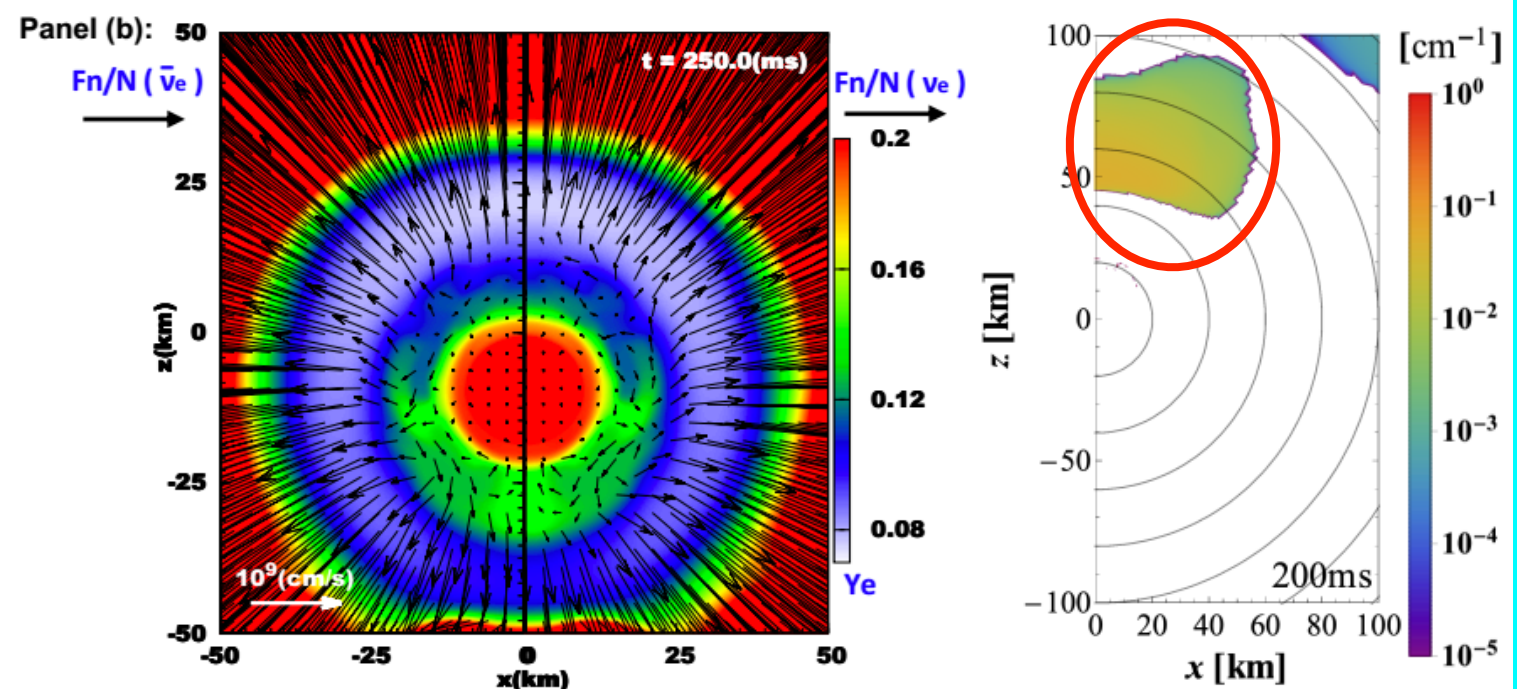 Panel (b):
Fn/N ( ν̄e )
Fn/N ( νe )
t = 250.0(ms)
50
25
0
-25
-50
z(km)
-50
-25
0
25
50
x(km)
10⁹(cm/s)
0.2
0.16
0.12
0.08
Ye
100
50
0
−50
−100
z [km]
0
20
40
60
80
100
x [km]
200ms
[cm⁻¹]
10⁰
10⁻¹
10⁻²
10⁻³
10⁻⁴
10⁻⁵